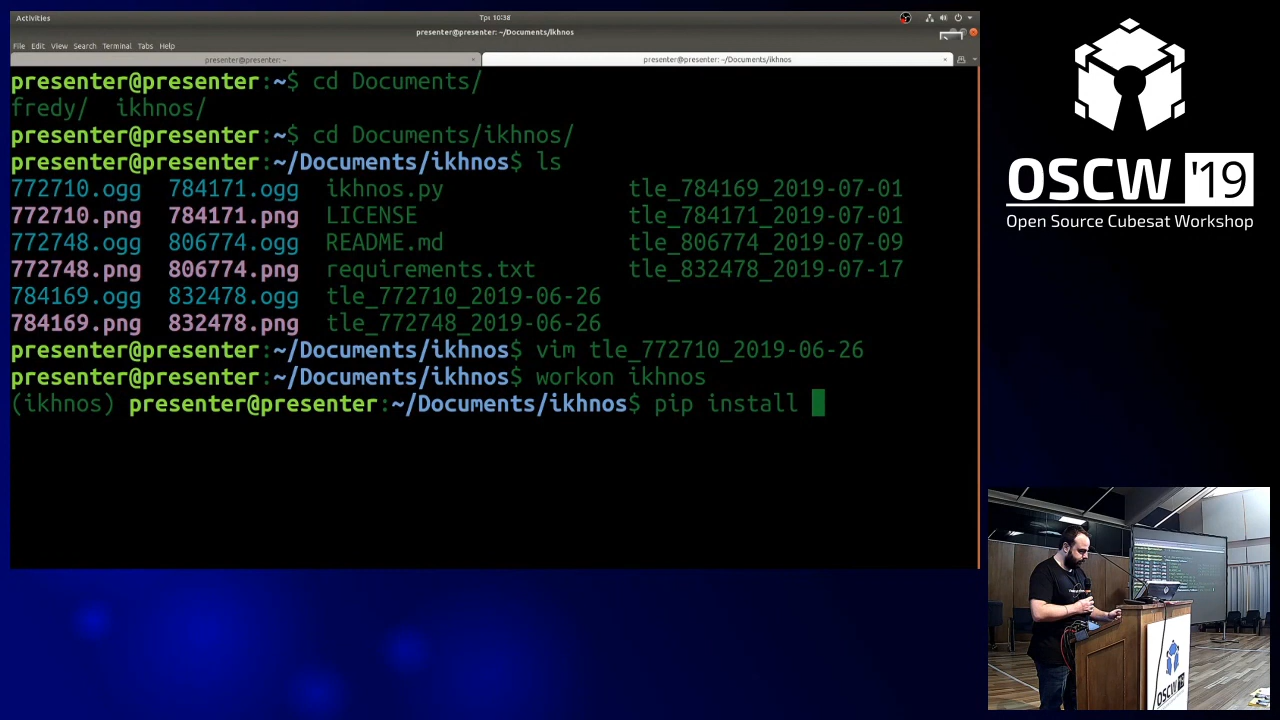 Activities
Τρι 10:38
presenter@presenter: ~/Documents/ikhnos
File Edit View Search Terminal Tabs Help
presenter@presenter: ~
presenter@presenter: ~/Documents/ikhnos
presenter@presenter:~$ cd Documents/
fredy/ ikhnos/
presenter@presenter:~$ cd Documents/ikhnos/
presenter@presenter:~/Documents/ikhnos$ ls
772710.ogg 784171.ogg ikhnos.py tle_784169_2019-07-01
772710.png 784171.png LICENSE tle_784171_2019-07-01
772748.ogg 806774.ogg README.md tle_806774_2019-07-09
772748.png 806774.png requirements.txt tle_832478_2019-07-17
784169.ogg 832478.ogg tle_772710_2019-06-26
784169.png 832478.png tle_772748_2019-06-26
presenter@presenter:~/Documents/ikhnos$ vim tle_772710_2019-06-26
presenter@presenter:~/Documents/ikhnos$ workon ikhnos
(ikhnos) presenter@presenter:~/Documents/ikhnos$ pip install
OSCW '19
Open Source Cubesat Workshop
OSCW